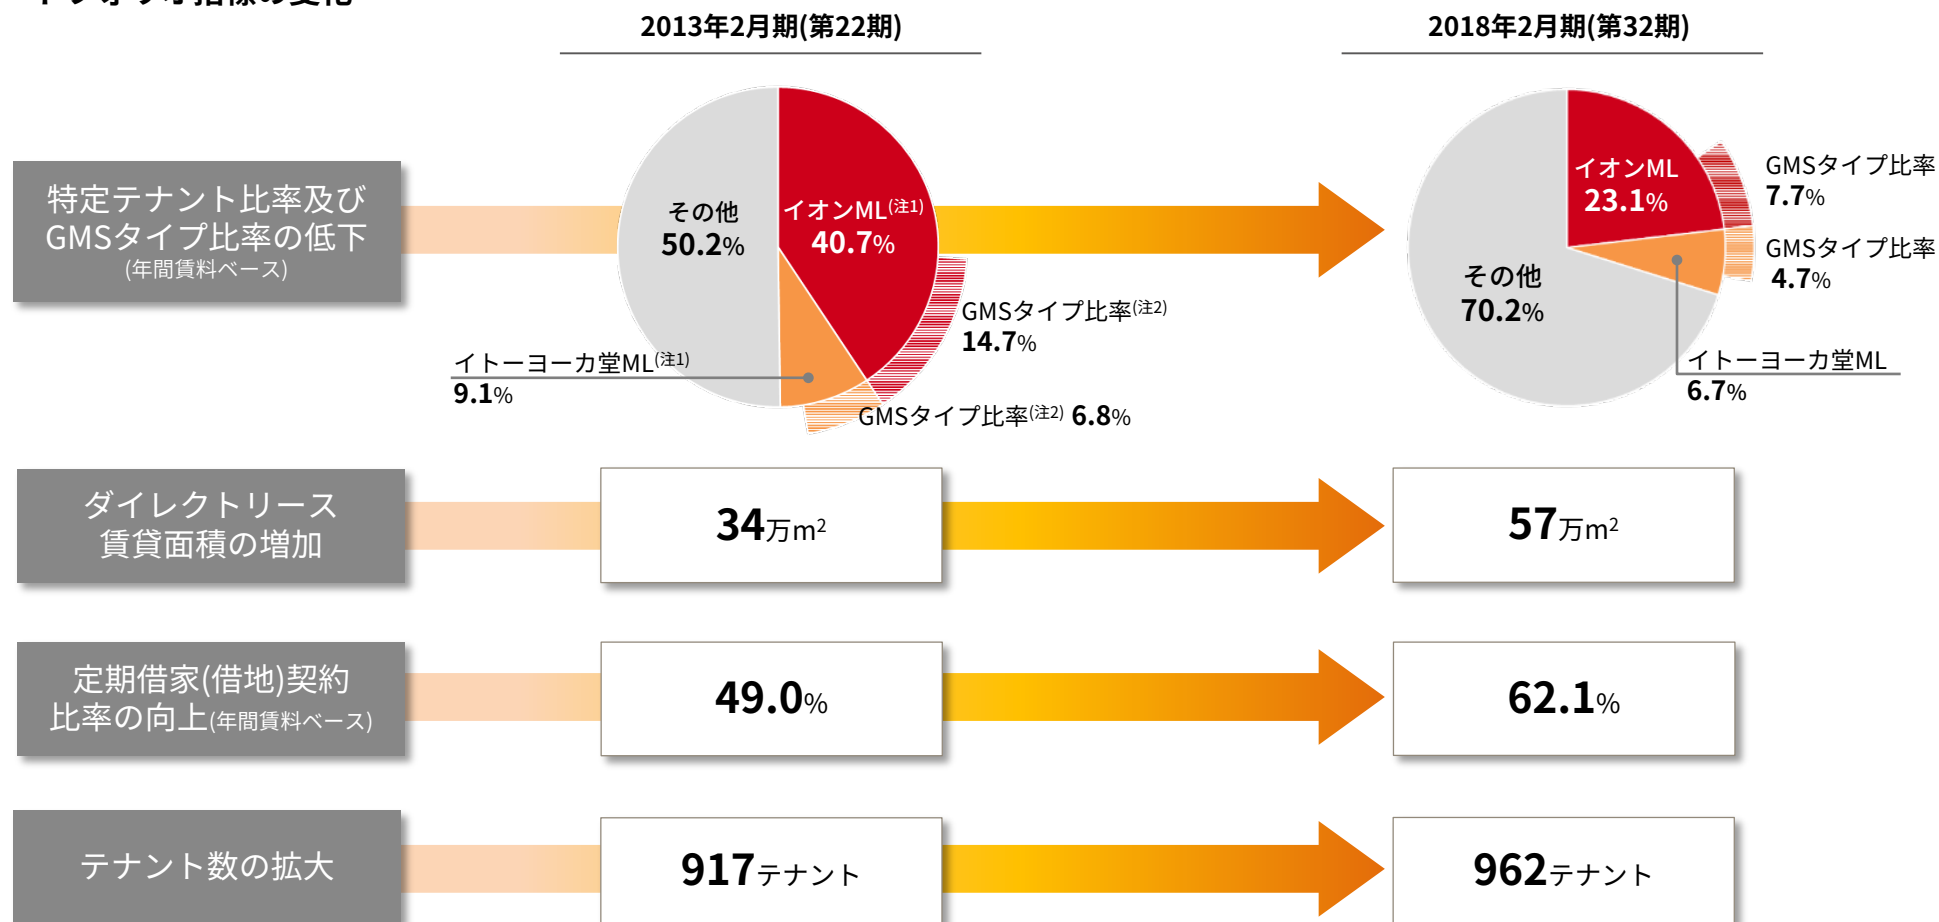 2013年2月期(第22期)
2018年2月期(第32期)
特定テナント比率及び
GMSタイプ比率の低下
(年間賃料ベース)
その他
50.2%
イオンML(注1)
40.7%
GMSタイプ比率(注2)
14.7%
イトーヨーカ堂ML(注1)
9.1%
GMSタイプ比率(注2) 6.8%
イオンML
23.1%
GMSタイプ比率
7.7%
GMSタイプ比率
4.7%
その他
70.2%
イトーヨーカ堂ML
6.7%
ダイレクトリース
賃貸面積の増加
34万m²
57万m²
定期借家(借地)契約
比率の向上(年間賃料ベース)
49.0%
62.1%
テナント数の拡大
917テナント
962テナント